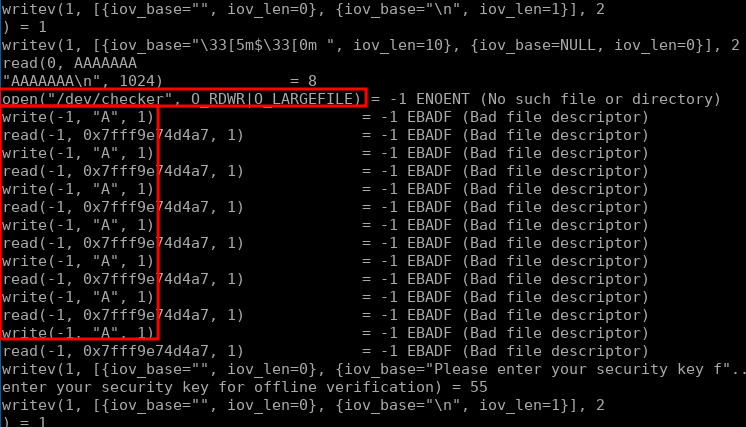 writev(1, [{iov_base="", iov_len=0}, {iov_base="\n", iov_len=1}], 2
) = 1
writev(1, [{iov_base="\33[5m$\33[0m ", iov_len=10}, {iov_base=NULL, iov_len=0}], 2
read(0, AAAAAAA
"AAAAAAA\n", 1024)              = 8
open("/dev/checker", O_RDWR|O_LARGEFILE) = -1 ENOENT (No such file or directory)
write(-1, "A", 1)                       = -1 EBADF (Bad file descriptor)
read(-1, 0x7fff9e74d4a7, 1)             = -1 EBADF (Bad file descriptor)
write(-1, "A", 1)                       = -1 EBADF (Bad file descriptor)
read(-1, 0x7fff9e74d4a7, 1)             = -1 EBADF (Bad file descriptor)
write(-1, "A", 1)                       = -1 EBADF (Bad file descriptor)
read(-1, 0x7fff9e74d4a7, 1)             = -1 EBADF (Bad file descriptor)
write(-1, "A", 1)                       = -1 EBADF (Bad file descriptor)
read(-1, 0x7fff9e74d4a7, 1)             = -1 EBADF (Bad file descriptor)
write(-1, "A", 1)                       = -1 EBADF (Bad file descriptor)
read(-1, 0x7fff9e74d4a7, 1)             = -1 EBADF (Bad file descriptor)
write(-1, "A", 1)                       = -1 EBADF (Bad file descriptor)
read(-1, 0x7fff9e74d4a7, 1)             = -1 EBADF (Bad file descriptor)
write(-1, "A", 1)                       = -1 EBADF (Bad file descriptor)
read(-1, 0x7fff9e74d4a7, 1)             = -1 EBADF (Bad file descriptor)
writev(1, [{iov_base="", iov_len=0}, {iov_base="Please enter your security key f"..
enter your security key for offline verification) = 55
writev(1, [{iov_base="", iov_len=0}, {iov_base="\n", iov_len=1}], 2
) = 1